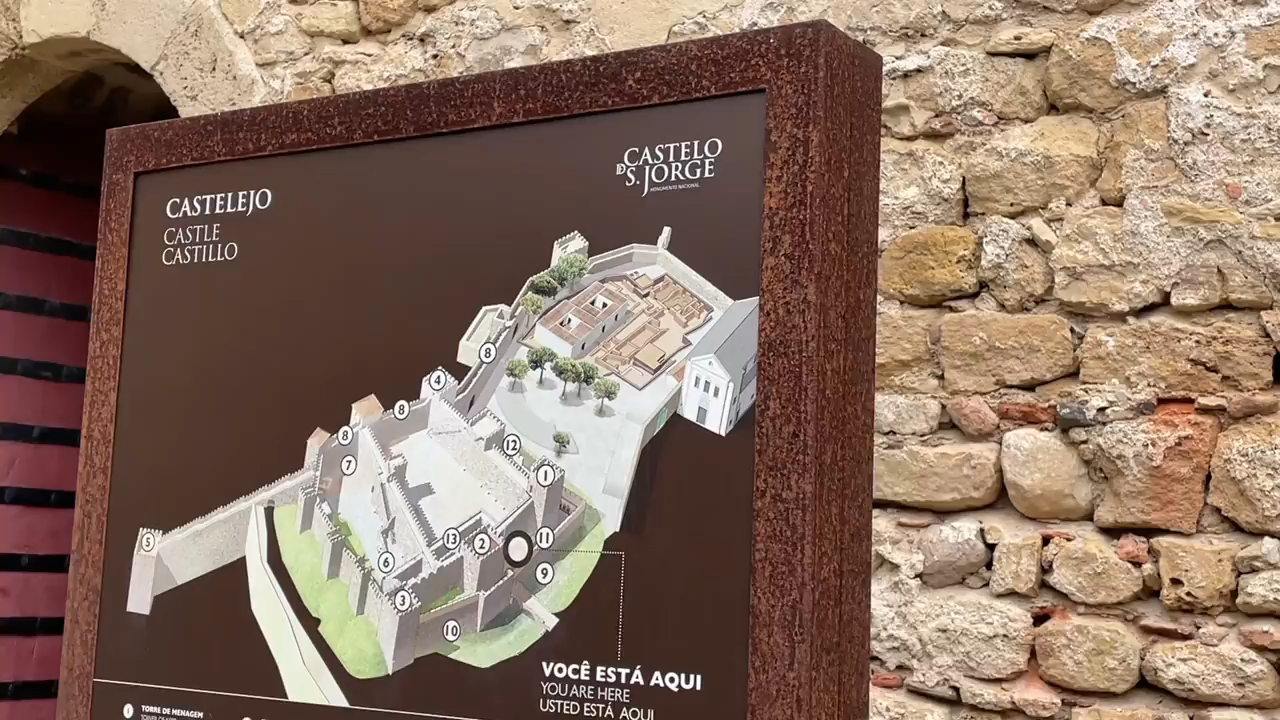 CASTELEJO
CASTLE
CASTILLO
CASTELO
DE S. JORGE
MONUMENTO NACIONAL
8
4
8
8
7
12
1
5
13
2
11
6
9
3
10
VOCÊ ESTÁ AQUI
YOU ARE HERE
USTED ESTÁ AQUI
1 TORRE DE MENAGEM